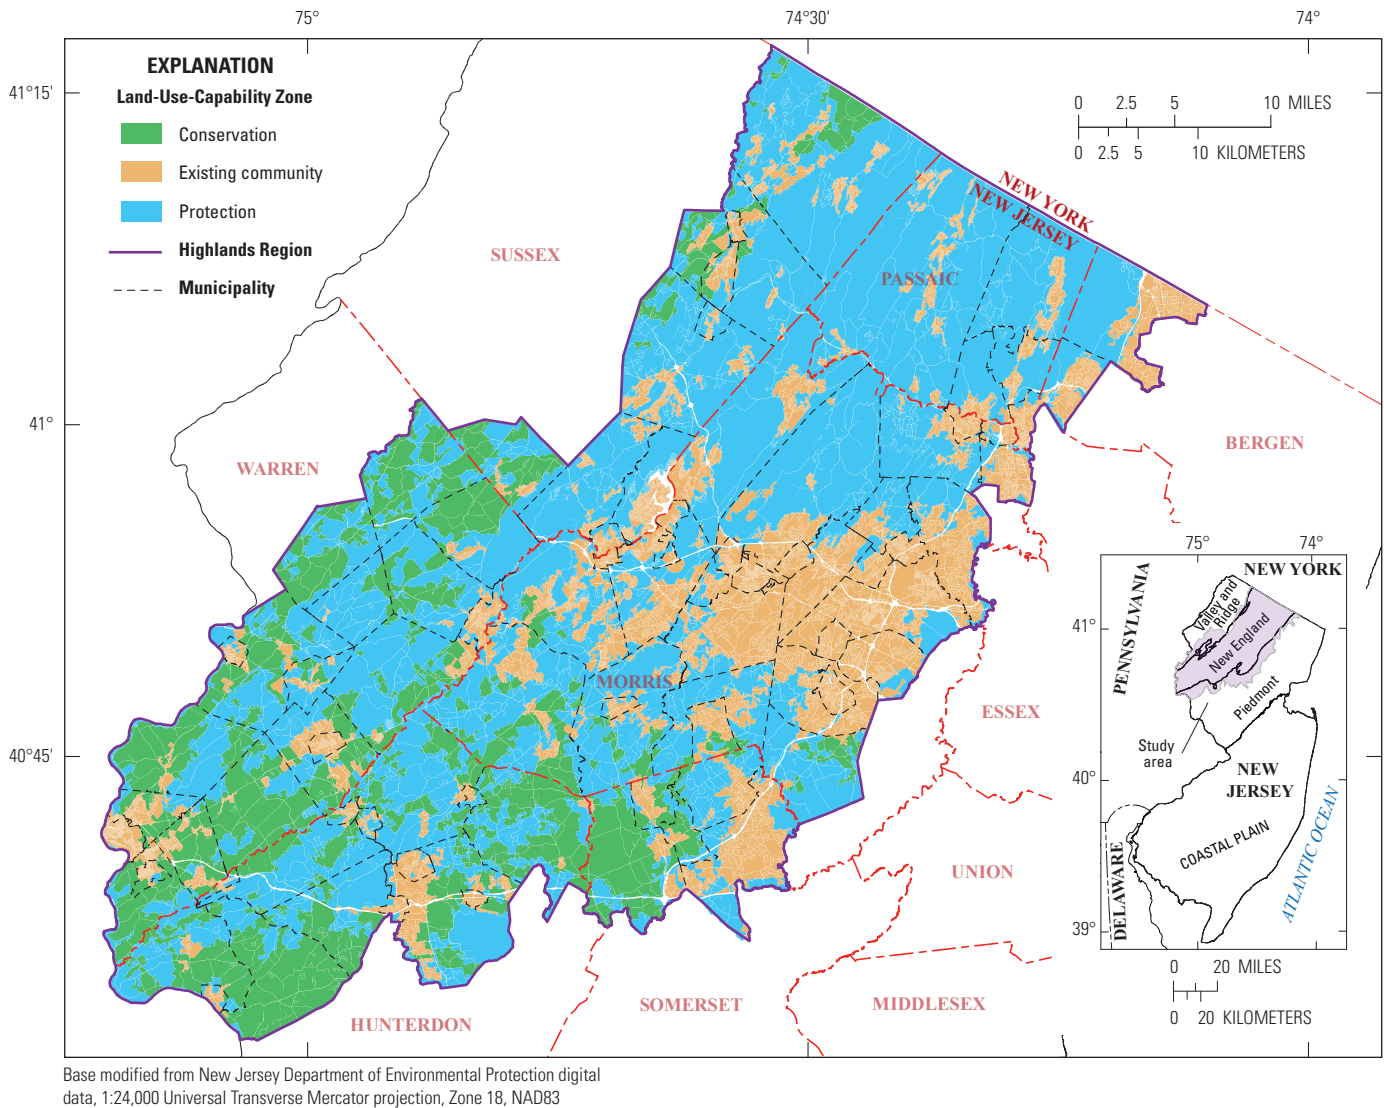 75°
74°30'
74°
41°15'
41°
40°45'
EXPLANATION
Land-Use-Capability Zone
Conservation
Existing community
Protection
Highlands Region
Municipality
0 2.5 5 10 MILES
0 2.5 5 10 KILOMETERS
NEW YORK
NEW JERSEY
SUSSEX
PASSAIC
WARREN
BERGEN
MORRIS
ESSEX
UNION
SOMERSET
MIDDLESEX
HUNTERDON
75°
74°
NEW YORK
PENNSYLVANIA
Valley and
Ridge
New England
41°
Piedmont
Study
area
40°
NEW
JERSEY
COASTAL PLAIN
ATLANTIC OCEAN
DELAWARE
39°
0 20 MILES
0 20 KILOMETERS
Base modified from New Jersey Department of Environmental Protection digital
data, 1:24,000 Universal Transverse Mercator projection, Zone 18, NAD83